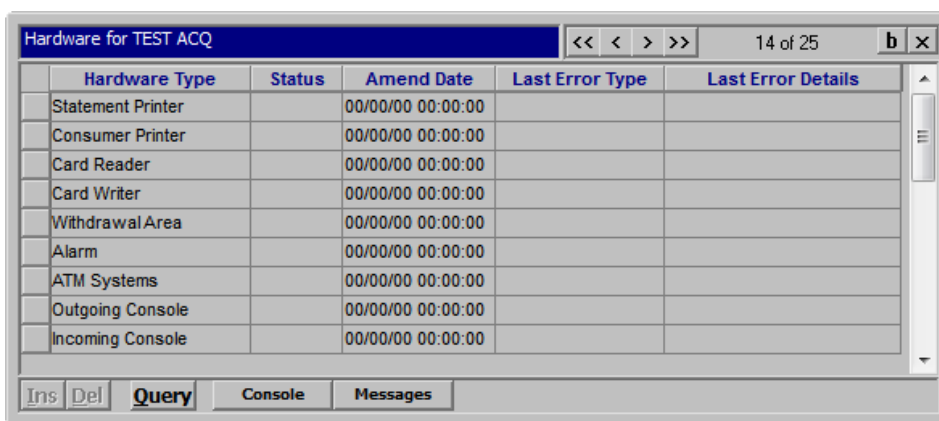 Hardware for TEST ACQ << < > >> 14 of 25 b x
Hardware Type Status Amend Date Last Error Type Last Error Details
Statement Printer 00/00/00 00:00:00
Consumer Printer 00/00/00 00:00:00
Card Reader 00/00/00 00:00:00
Card Writer 00/00/00 00:00:00
Withdrawal Area 00/00/00 00:00:00
Alarm 00/00/00 00:00:00
ATM Systems 00/00/00 00:00:00
Outgoing Console 00/00/00 00:00:00
Incoming Console 00/00/00 00:00:00
Ins Del Query Console Messages